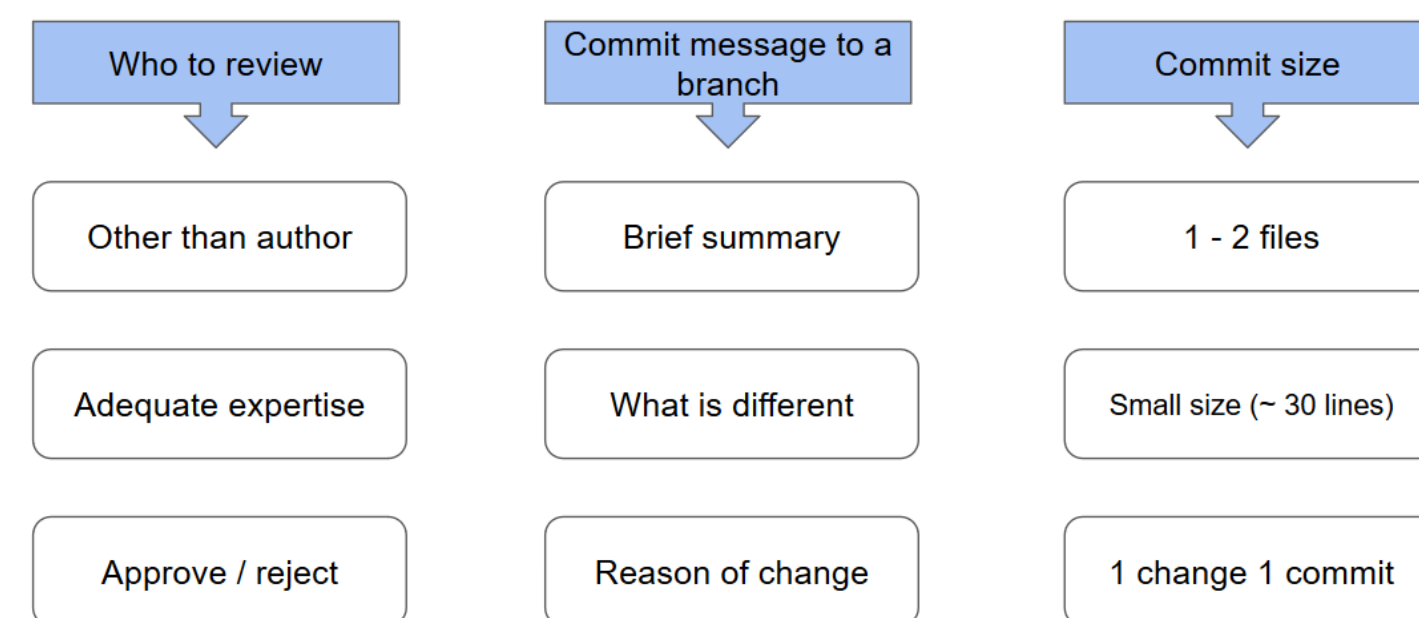 Who to review
Commit message to a
branch
Commit size
Other than author
Brief summary
1 - 2 files
Adequate expertise
What is different
Small size (~ 30 lines)
Approve / reject
Reason of change
1 change 1 commit